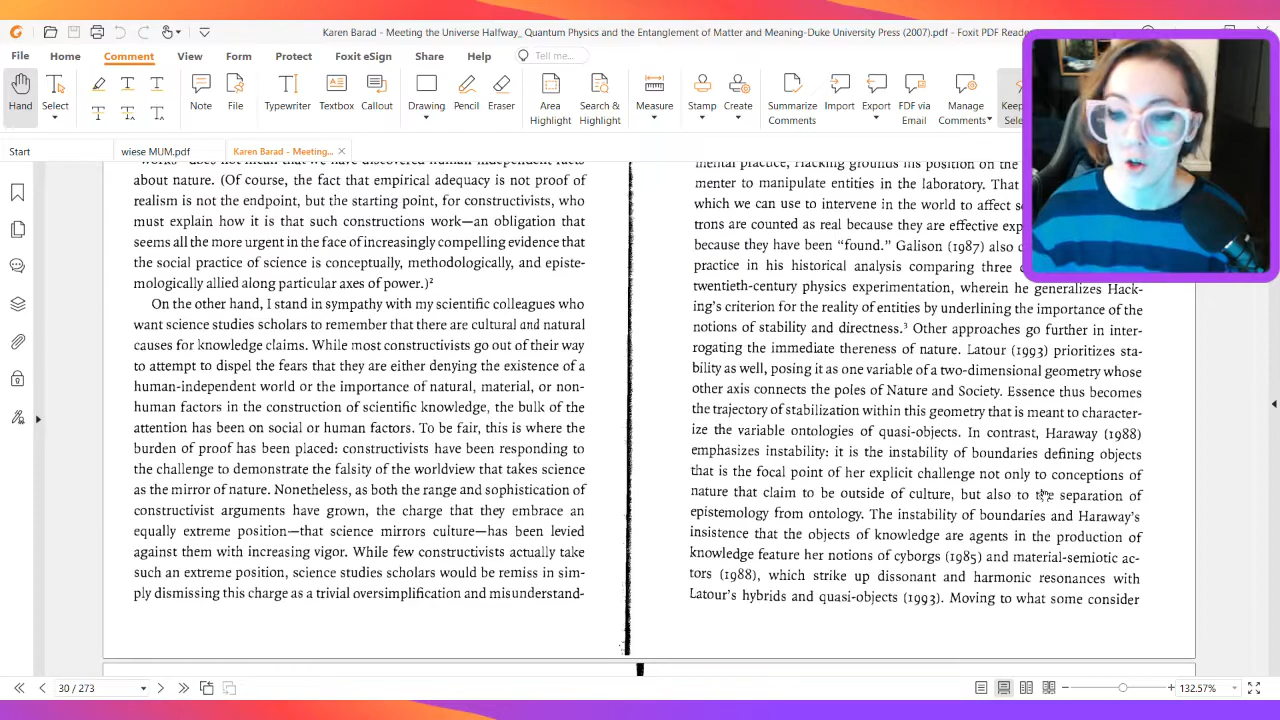 Karen Barad - Meeting the Universe Halfway_ Quantum Physics and the Entanglement of Matter and Meaning-Duke University Press (2007).pdf - Foxit PDF Reade
File Home Comment View Form Protect Foxit eSign Share Help Tell me...
Hand Select Note File Typewriter Textbox Callout Drawing Pencil Eraser Area Highlight Search & Highlight Measure Stamp Create Summarize Comments Import Export FDF via Email Manage Comments Keep Sele
Start wiese MUM.pdf Karen Barad - Meeting...
about nature. (Of course, the fact that empirical adequacy is not proof of
realism is not the endpoint, but the starting point, for constructivists, who
must explain how it is that such constructions work—an obligation that
seems all the more urgent in the face of increasingly compelling evidence that
the social practice of science is conceptually, methodologically, and episte-
mologically allied along particular axes of power.)²
On the other hand, I stand in sympathy with my scientific colleagues who
want science studies scholars to remember that there are cultural and natural
causes for knowledge claims. While most constructivists go out of their way
to attempt to dispel the fears that they are either denying the existence of a
human-independent world or the importance of natural, material, or non-
human factors in the construction of scientific knowledge, the bulk of the
attention has been on social or human factors. To be fair, this is where the
burden of proof has been placed: constructivists have been responding to
the challenge to demonstrate the falsity of the worldview that takes science
as the mirror of nature. Nonetheless, as both the range and sophistication of
constructivist arguments have grown, the charge that they embrace an
equally extreme position—that science mirrors culture—has been levied
against them with increasing vigor. While few constructivists actually take
such an extreme position, science studies scholars would be remiss in sim-
ply dismissing this charge as a trivial oversimplification and misunderstand-
mental practice, Hacking grounds his position on the
menter to manipulate entities in the laboratory. That
which we can use to intervene in the world to affect s
trons are counted as real because they are effective exp
because they have been “found.” Galison (1987) also c
practice in his historical analysis comparing three
twentieth-century physics experimentation, wherein he generalizes Hack-
ing’s criterion for the reality of entities by underlining the importance of the
notions of stability and directness.³ Other approaches go further in inter-
rogating the immediate thereness of nature. Latour (1993) prioritizes sta-
bility as well, posing it as one variable of a two-dimensional geometry whose
other axis connects the poles of Nature and Society. Essence thus becomes
the trajectory of stabilization within this geometry that is meant to character-
ize the variable ontologies of quasi-objects. In contrast, Haraway (1988)
emphasizes instability: it is the instability of boundaries defining objects
that is the focal point of her explicit challenge not only to conceptions of
nature that claim to be outside of culture, but also to the separation of
epistemology from ontology. The instability of boundaries and Haraway’s
insistence that the objects of knowledge are agents in the production of
knowledge feature her notions of cyborgs (1985) and material-semiotic ac-
tors (1988), which strike up dissonant and harmonic resonances with
Latour’s hybrids and quasi-objects (1993). Moving to what some consider
30 / 273
132.57%